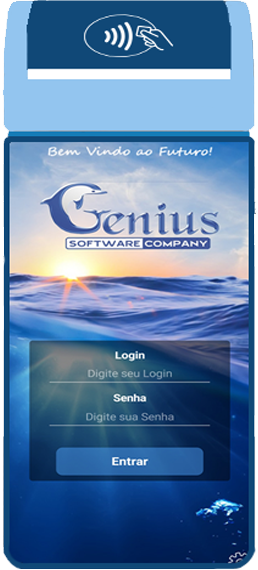 Bem Vindo ao Futuro!
Genius
SOFTWARE COMPANY
Login
Digite seu Login
Senha
Digite sua Senha
Entrar